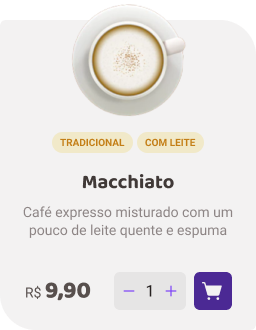 TRADICIONAL COM LEITE
Macchiato
Café expresso misturado com um
pouco de leite quente e espuma
R$ 9,90 − 1 +